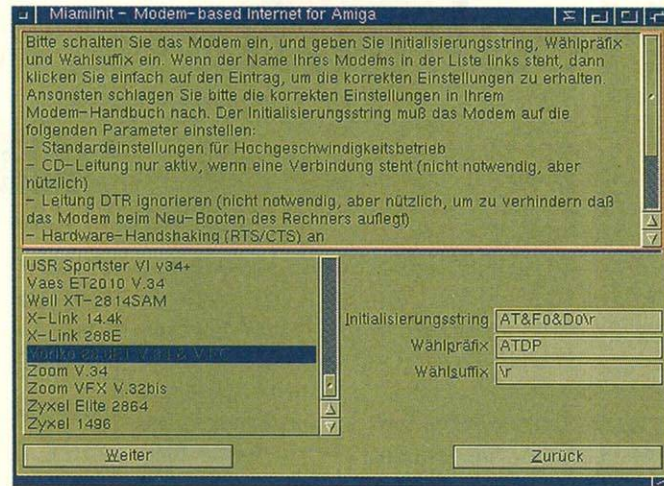 MiamiInit – Modem-based Internet for Amiga
Bitte schalten Sie das Modem ein, und geben Sie Initialisierungsstring, Wählpräfix
und Wahlsuffix ein. Wenn der Name Ihres Modems in der Liste links steht, dann
klicken Sie einfach auf den Eintrag, um die korrekten Einstellungen zu erhalten.
Ansonsten schlagen Sie bitte die korrekten Einstellungen in Ihrem
Modem-Handbuch nach. Der Initialisierungsstring muß das Modem auf die
folgenden Parameter einstellen:
– Standardeinstellungen für Hochgeschwindigkeitsbetrieb
– CD-Leitung nur aktiv, wenn eine Verbindung steht (nicht notwendig, aber
nützlich)
– Leitung DTR ignorieren (nicht notwendig, aber nützlich, um zu verhindern daß
das Modem beim Neu-Booten des Rechners auflegt)
– Hardware-Handshaking (RTS/CTS) an
USR Sportster VI v34+
Vaes ET2010 V.34
Well XT-2814SAM
X-Link 14.4k
X-Link 288E
Zoom V.34
Zoom VFX V.32bis
Zyxel Elite 2864
Zyxel 1496
Initialisierungsstring AT&F0&D0\r
Wählpräfix ATDP
Wählsuffix \r
Weiter
Zurück